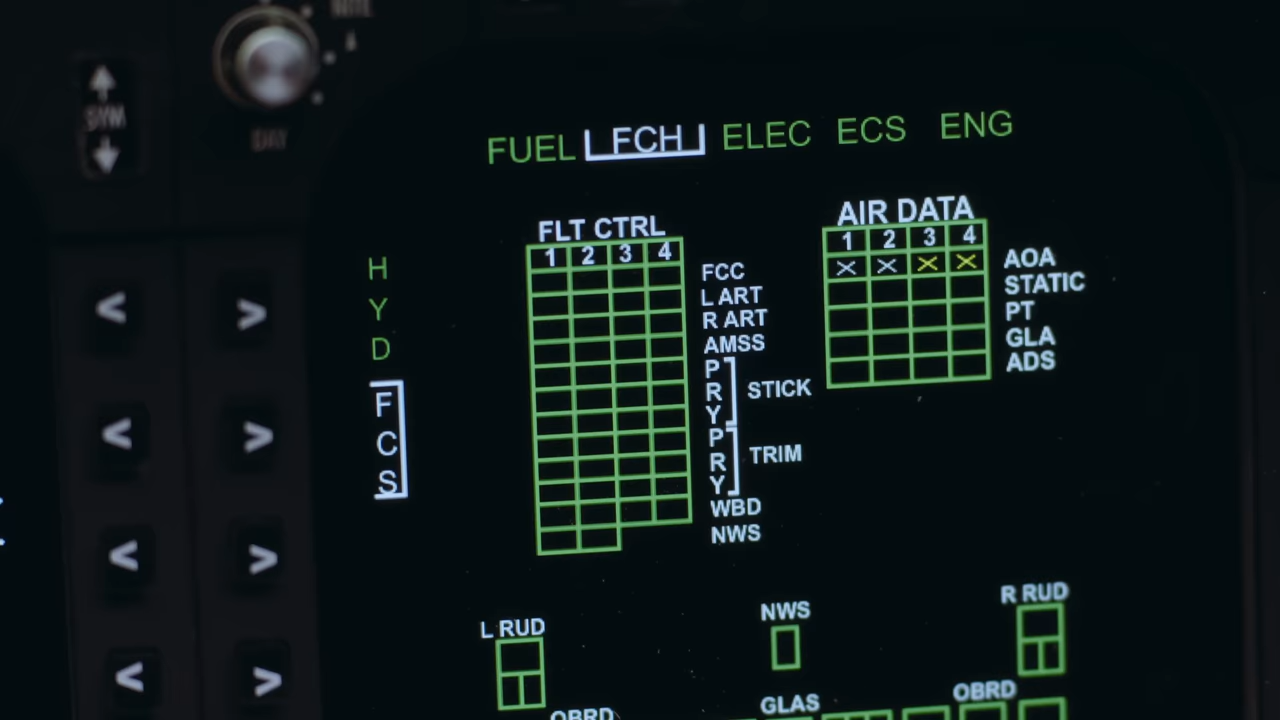 SYM
DAY
FUEL FCH ELEC ECS ENG
H
Y
D
F
C
S
FLT CTRL
1 2 3 4
FCC
L ART
R ART
AMSS
P
R
Y
STICK
P
R
Y
TRIM
WBD
NWS
AIR DATA
1 2 3 4
X X X X
AOA
STATIC
PT
GLA
ADS
L RUD
NWS
R RUD
OBRD
GLAS
OBRD
< >
< >
< >
< >